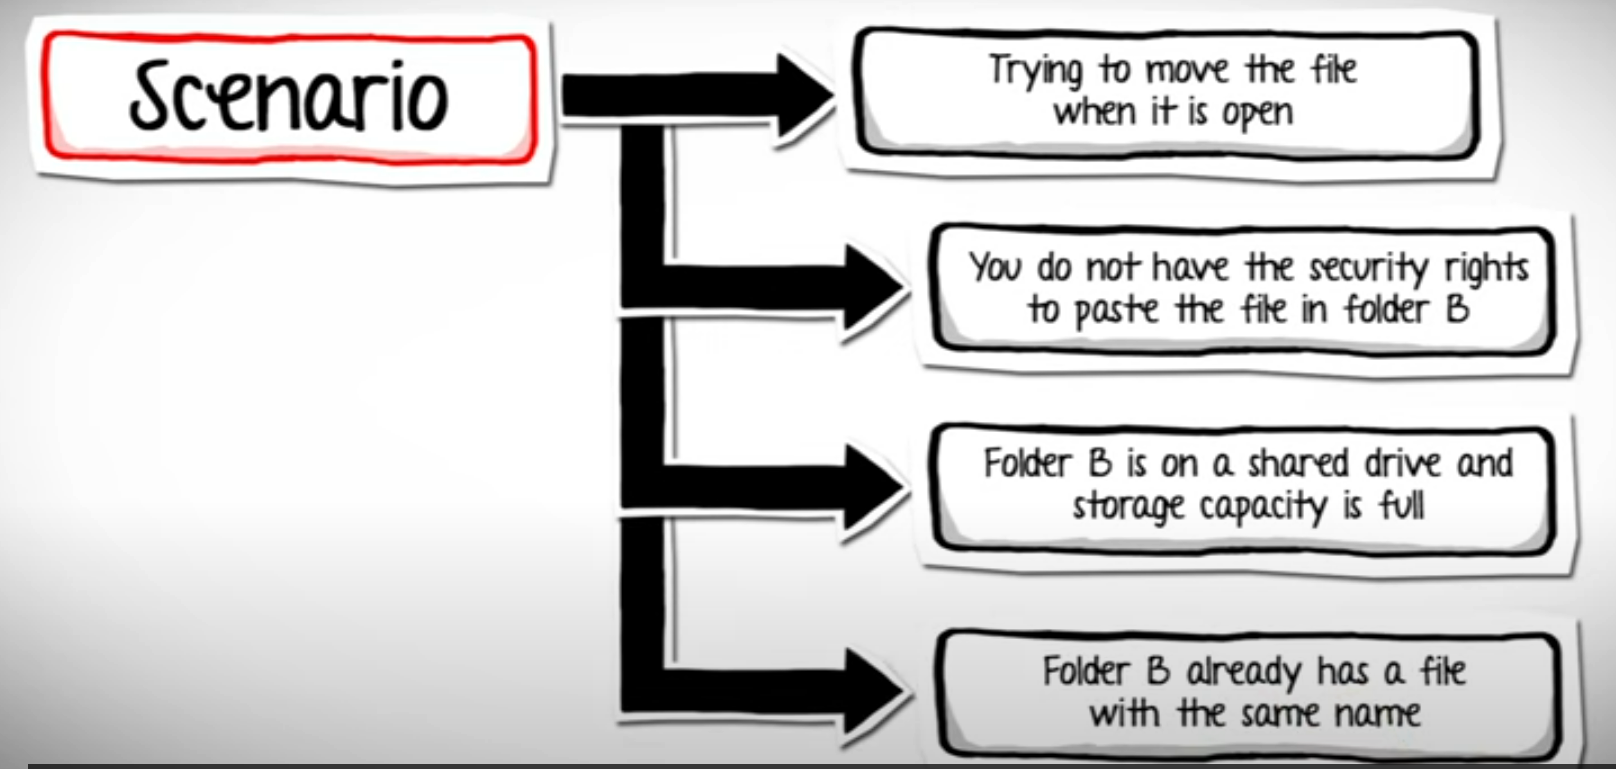 Scenario
Trying to move the file
when it is open
You do not have the security rights
to paste the file in folder B
Folder B is on a shared drive and
storage capacity is full
Folder B already has a file
with the same name